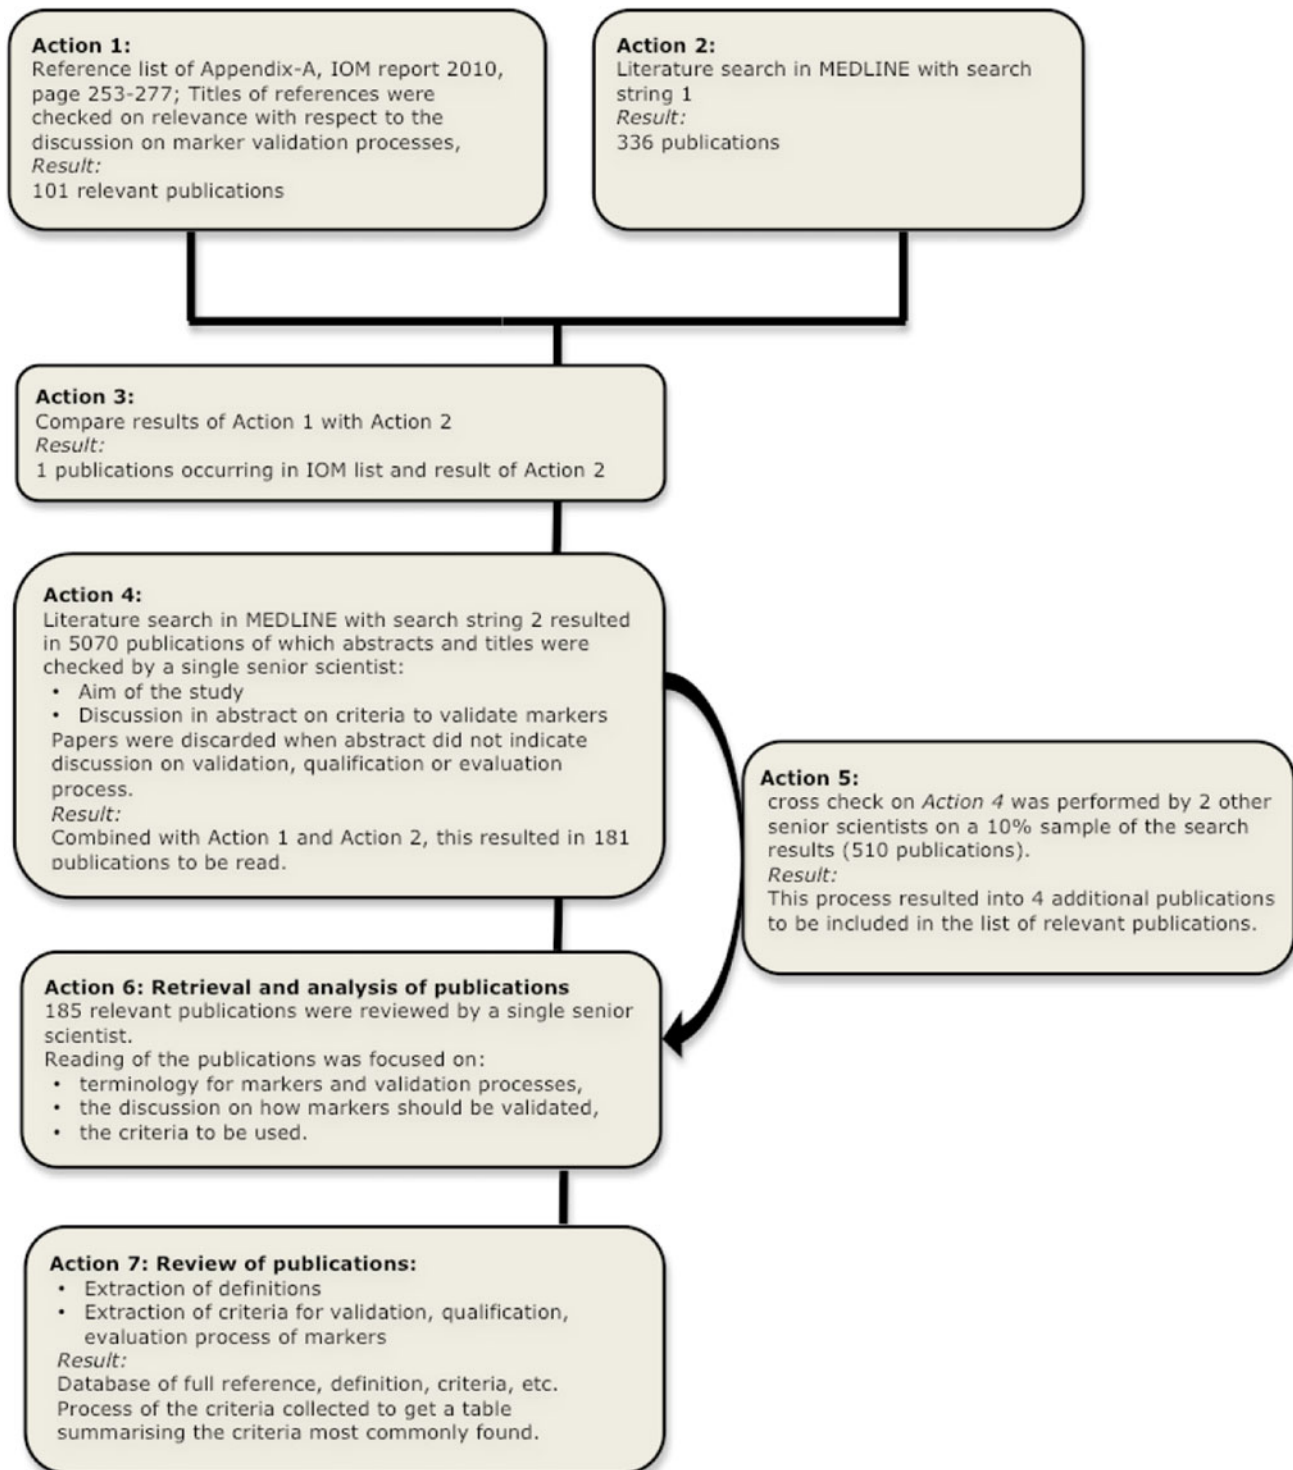 Action 1:
Reference list of Appendix-A, IOM report 2010,
page 253-277; Titles of references were
checked on relevance with respect to the
discussion on marker validation processes,
Result:
101 relevant publications
Action 2:
Literature search in MEDLINE with search
string 1
Result:
336 publications
Action 3:
Compare results of Action 1 with Action 2
Result:
1 publications occurring in IOM list and result of Action 2
Action 4:
Literature search in MEDLINE with search string 2 resulted
in 5070 publications of which abstracts and titles were
checked by a single senior scientist:
• Aim of the study
• Discussion in abstract on criteria to validate markers
Papers were discarded when abstract did not indicate
discussion on validation, qualification or evaluation
process.
Result:
Combined with Action 1 and Action 2, this resulted in 181
publications to be read.
Action 5:
cross check on Action 4 was performed by 2 other
senior scientists on a 10% sample of the search
results (510 publications).
Result:
This process resulted into 4 additional publications
to be included in the list of relevant publications.
Action 6: Retrieval and analysis of publications
185 relevant publications were reviewed by a single senior
scientist.
Reading of the publications was focused on:
• terminology for markers and validation processes,
• the discussion on how markers should be validated,
• the criteria to be used.
Action 7: Review of publications:
• Extraction of definitions
• Extraction of criteria for validation, qualification,
evaluation process of markers
Result:
Database of full reference, definition, criteria, etc.
Process of the criteria collected to get a table
summarising the criteria most commonly found.